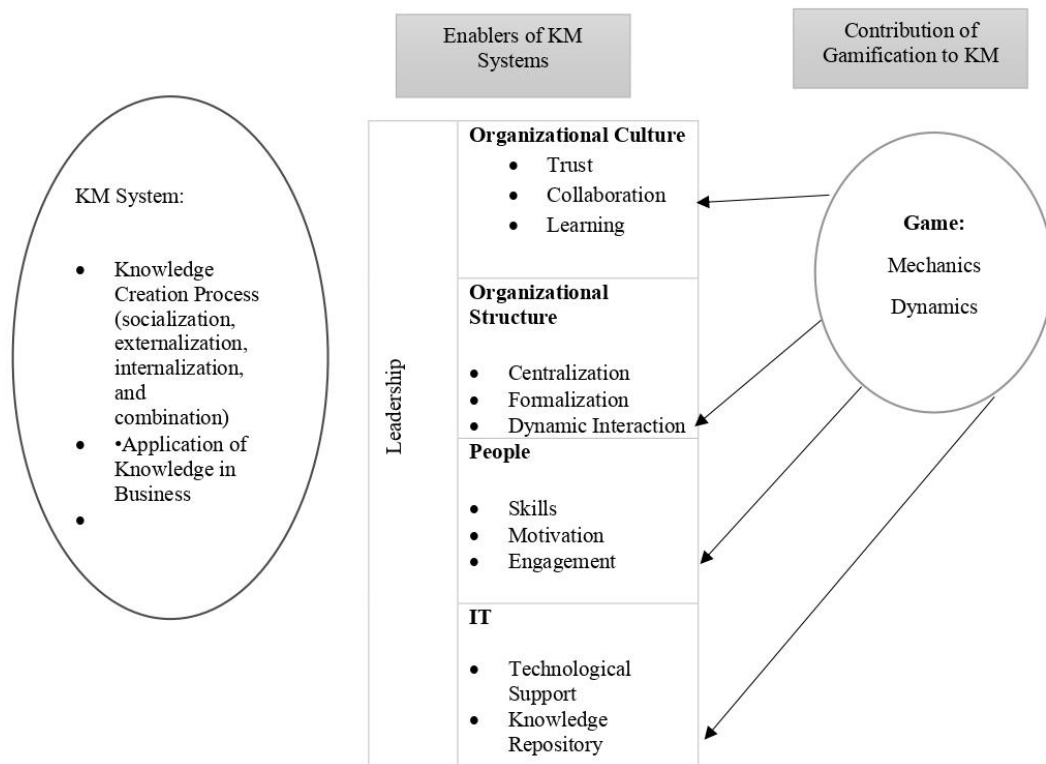 Enablers of KM
Systems
Contribution of
Gamification to KM
KM System:
• Knowledge
Creation Process
(socialization,
externalization,
internalization,
and
combination)
• •Application of
Knowledge in
Business
•
Leadership
Organizational Culture
• Trust
• Collaboration
• Learning
Organizational
Structure
• Centralization
• Formalization
• Dynamic Interaction
People
• Skills
• Motivation
• Engagement
IT
• Technological
Support
• Knowledge
Repository
Game:
Mechanics
Dynamics